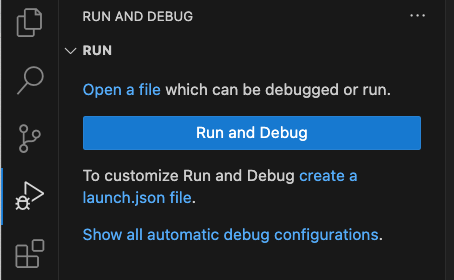 RUN AND DEBUG
RUN
Open a file which can be debugged or run.
Run and Debug
To customize Run and Debug create a
launch.json file.
Show all automatic debug configurations.